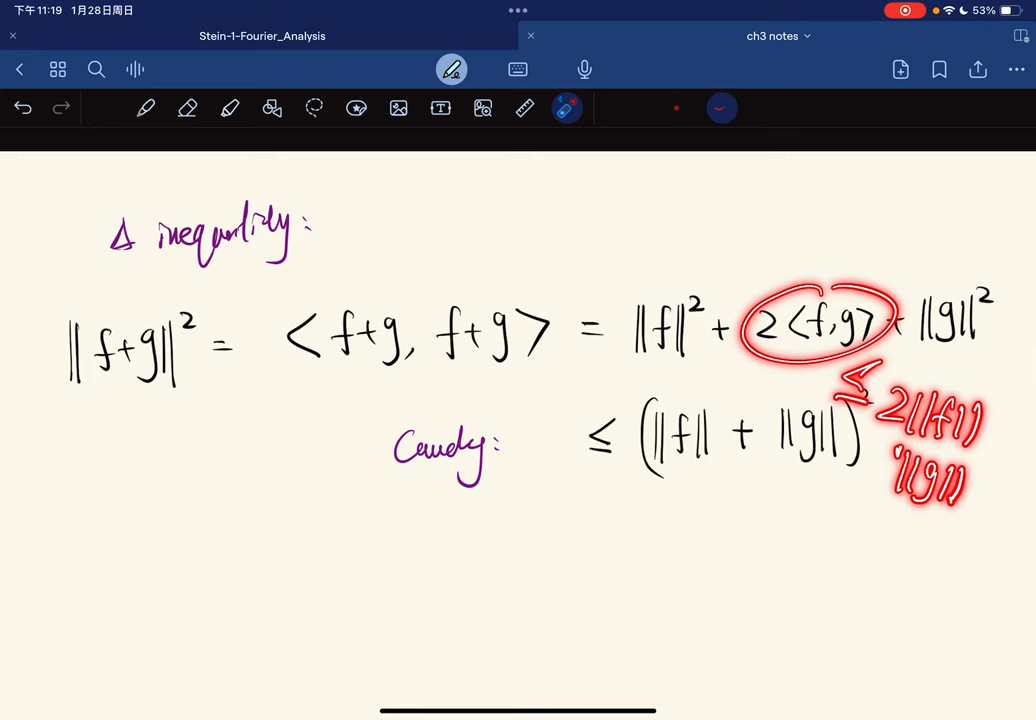 下午11:19 1月28日周日
53%
Stein-1-Fourier_Analysis
ch3 notes
Δ inequality:
||f+g||² = <f+g, f+g> = ||f||² + 2<f,g> + ||g||²
≤ 2||f||
Cauchy: ≤ (||f|| + ||g||)²
·||g||